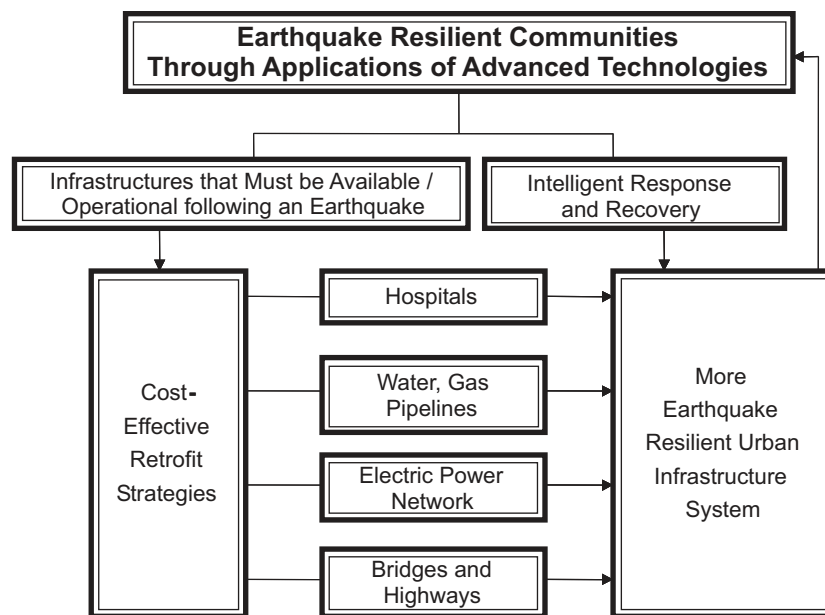 Earthquake Resilient Communities
Through Applications of Advanced Technologies
Infrastructures that Must be Available /
Operational following an Earthquake
Intelligent Response
and Recovery
Cost-
Effective
Retrofit
Strategies
Hospitals
Water, Gas
Pipelines
Electric Power
Network
Bridges and
Highways
More
Earthquake
Resilient Urban
Infrastructure
System